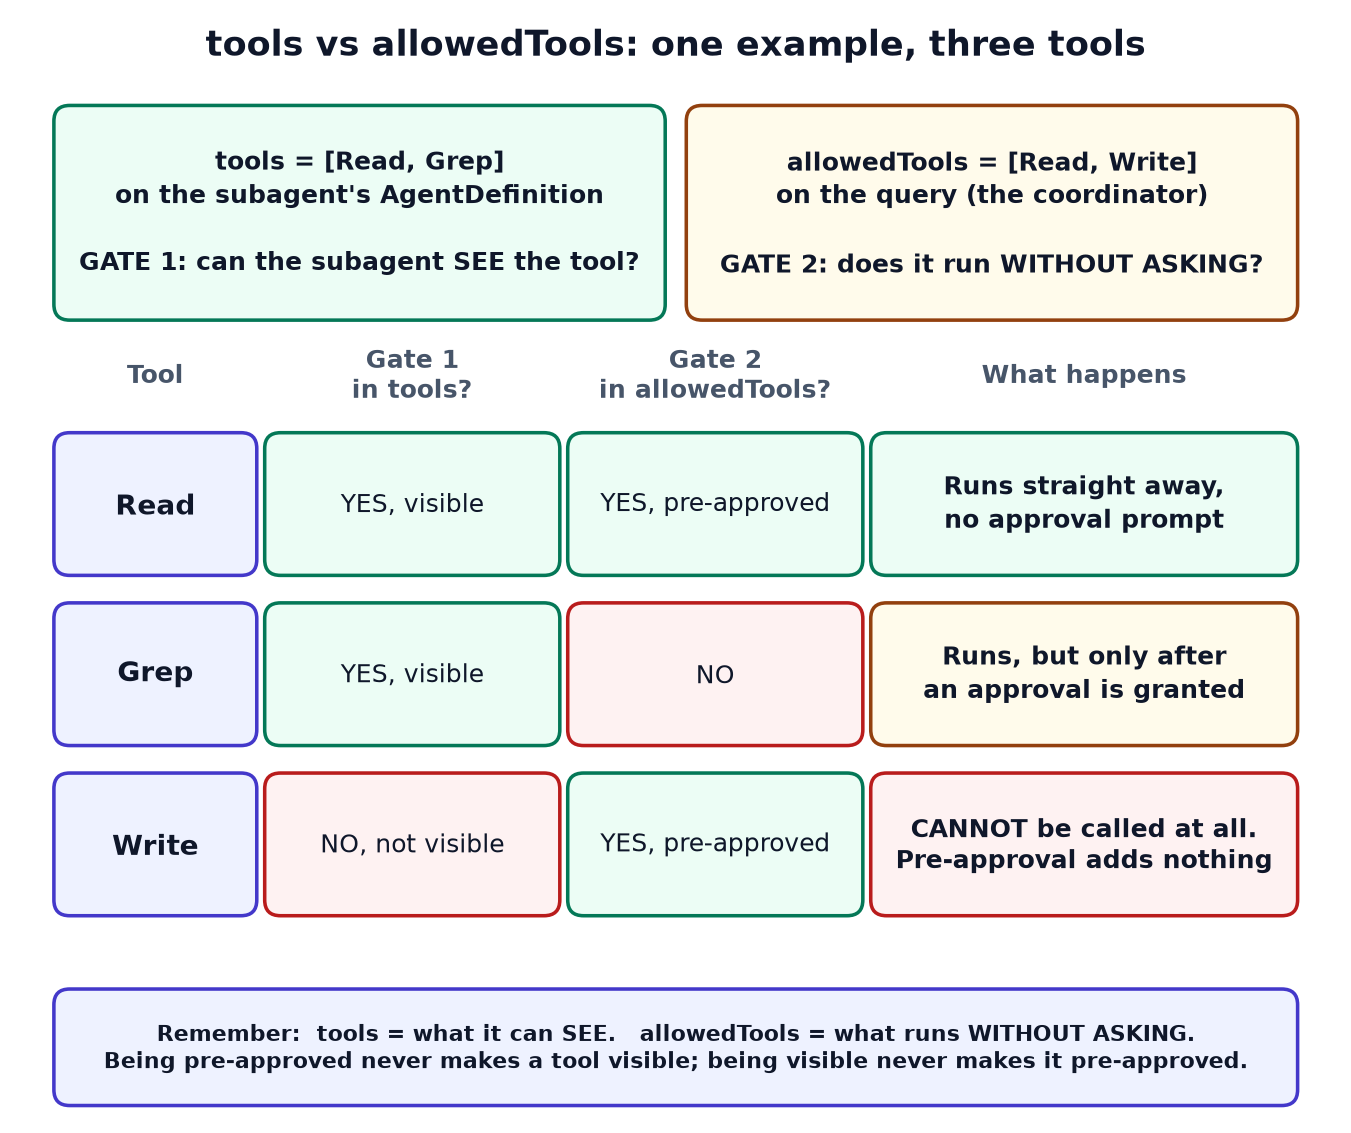 tools vs allowedTools: one example, three tools
tools = [Read, Grep]
on the subagent's AgentDefinition
GATE 1: can the subagent SEE the tool?
allowedTools = [Read, Write]
on the query (the coordinator)
GATE 2: does it run WITHOUT ASKING?
Tool
Gate 1
in tools?
Gate 2
in allowedTools?
What happens
Read
YES, visible
YES, pre-approved
Runs straight away,
no approval prompt
Grep
YES, visible
NO
Runs, but only after
an approval is granted
Write
NO, not visible
YES, pre-approved
CANNOT be called at all.
Pre-approval adds nothing
Remember:  tools = what it can SEE.   allowedTools = what runs WITHOUT ASKING.
Being pre-approved never makes a tool visible; being visible never makes it pre-approved.